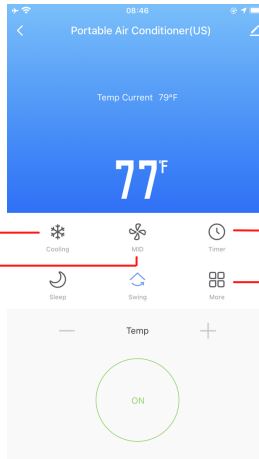 08:46
Portable Air Conditioner(US)
Temp Current 79°F
77°F
Cooling MID Timer
Sleep Swing More
Temp
ON